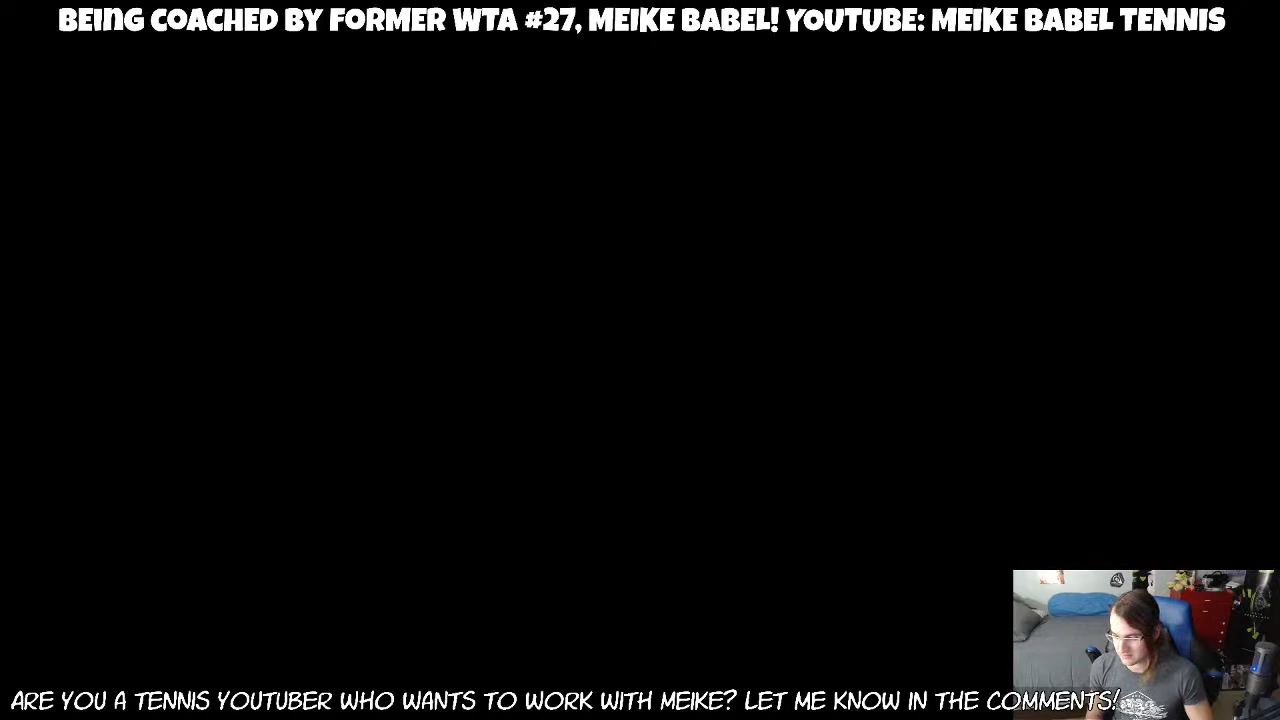 BEING COACHED BY FORMER WTA #27, MEIKE BABEL! YOUTUBE: MEIKE BABEL TENNIS
ARE YOU A TENNIS YOUTUBER WHO WANTS TO WORK WITH MEIKE? LET ME KNOW IN THE COMMENTS!